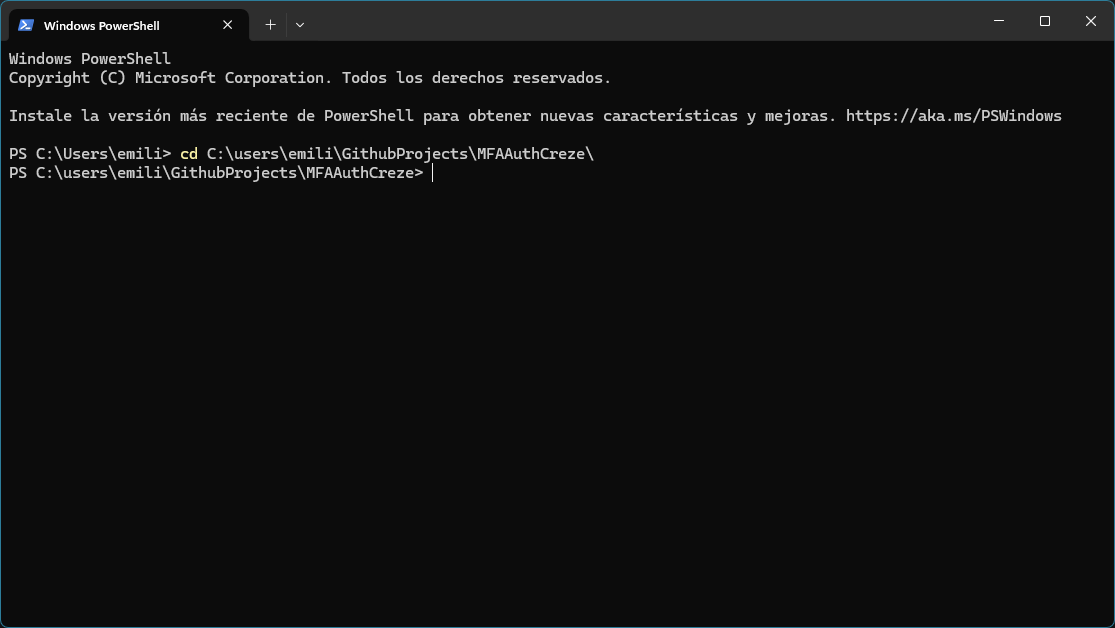 Windows PowerShell
Windows PowerShell
Copyright (C) Microsoft Corporation. Todos los derechos reservados.
Instale la versión más reciente de PowerShell para obtener nuevas características y mejoras. https://aka.ms/PSWindows
PS C:\Users\emili> cd C:\users\emili\GithubProjects\MFAAuthCreze\
PS C:\users\emili\GithubProjects\MFAAuthCreze>